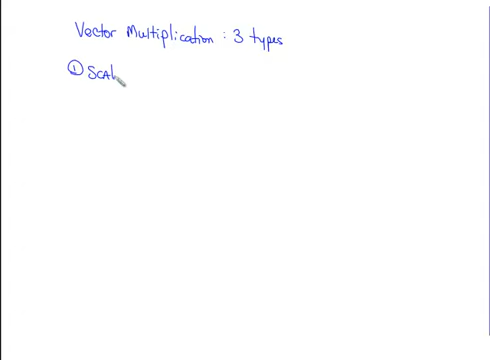 Vector Multiplication : 3 types
① SCAL